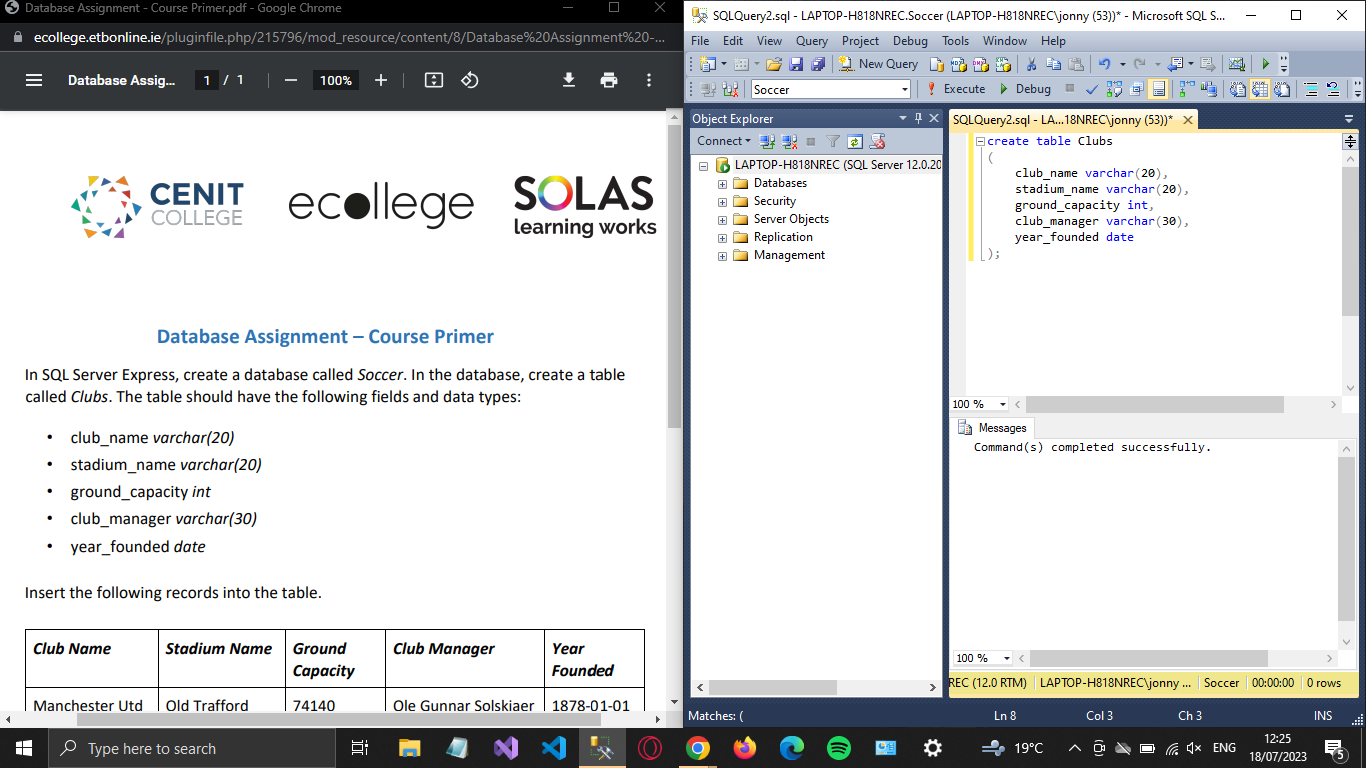 Database Assignment - Course Primer.pdf - Google Chrome
ecollege.etbonline.ie/pluginfile.php/215796/mod_resource/content/8/Database%20Assignment%20-...
Database Assig...
1 / 1
100%
CENIT
COLLEGE
ecollege
SOLAS
learning works
Database Assignment – Course Primer
In SQL Server Express, create a database called Soccer. In the database, create a table
called Clubs. The table should have the following fields and data types:
• club_name varchar(20)
• stadium_name varchar(20)
• ground_capacity int
• club_manager varchar(30)
• year_founded date
Insert the following records into the table.
Club Name Stadium Name Ground Capacity Club Manager Year Founded
Manchester Utd Old Trafford 74140 Ole Gunnar Solskiaer 1878-01-01
SQLQuery2.sql - LAPTOP-H818NREC.Soccer (LAPTOP-H818NREC\jonny (53))* - Microsoft SQL S...
File Edit View Query Project Debug Tools Window Help
New Query
Soccer
Execute
Debug
Object Explorer
Connect
LAPTOP-H818NREC (SQL Server 12.0.20
Databases
Security
Server Objects
Replication
Management
SQLQuery2.sql - LA...18NREC\jonny (53))*
create table Clubs
(
club_name varchar(20),
stadium_name varchar(20),
ground_capacity int,
club_manager varchar(30),
year_founded date
);
100 %
Messages
Command(s) completed successfully.
100 %
REC (12.0 RTM) LAPTOP-H818NREC\jonny ... Soccer 00:00:00 0 rows
Matches: ( Ln 8 Col 3 Ch 3 INS
Type here to search
19°C
ENG
12:25
18/07/2023
5